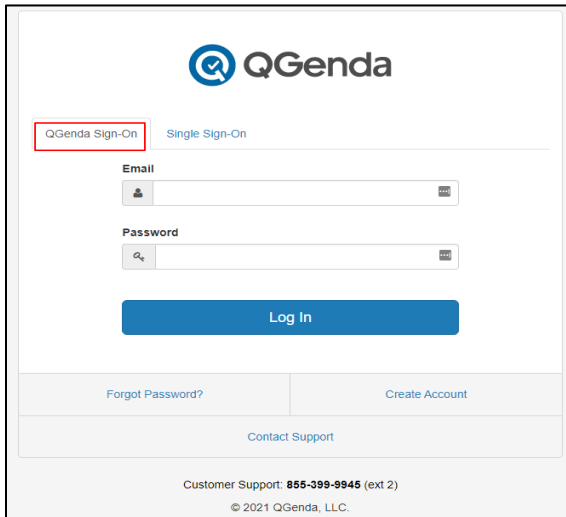 QGenda
QGenda Sign-On Single Sign-On
Email
Password
Log In
Forgot Password? Create Account
Contact Support
Customer Support: 855-399-9945 (ext 2)
© 2021 QGenda, LLC.